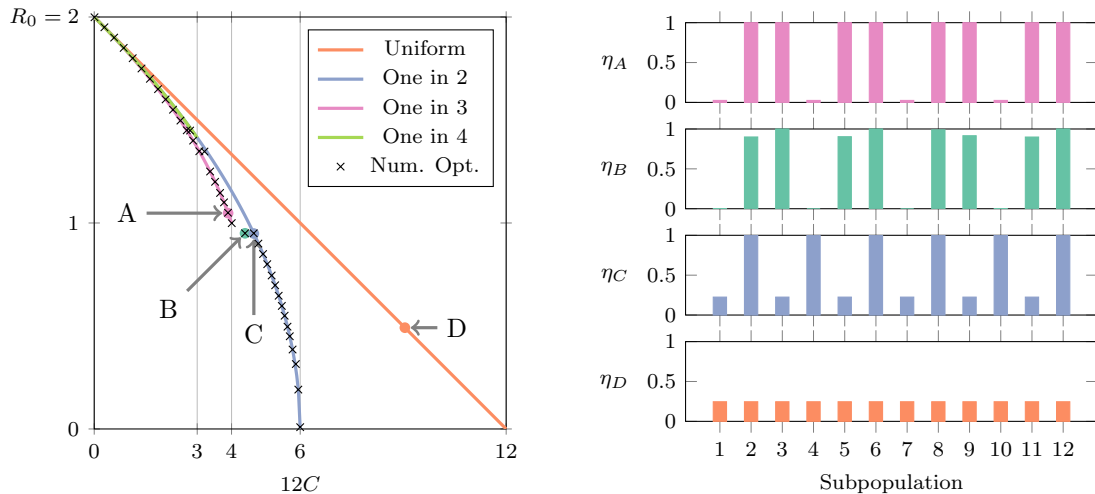 R₀ = 2
1
0
0 3 4 6 12
12C
Uniform
One in 2
One in 3
One in 4
Num. Opt.
A
B
C
D
1
0.5
0
η_A
1
0.5
0
η_B
1
0.5
0
η_C
1
0.5
0
η_D
1 2 3 4 5 6 7 8 9 10 11 12
Subpopulation